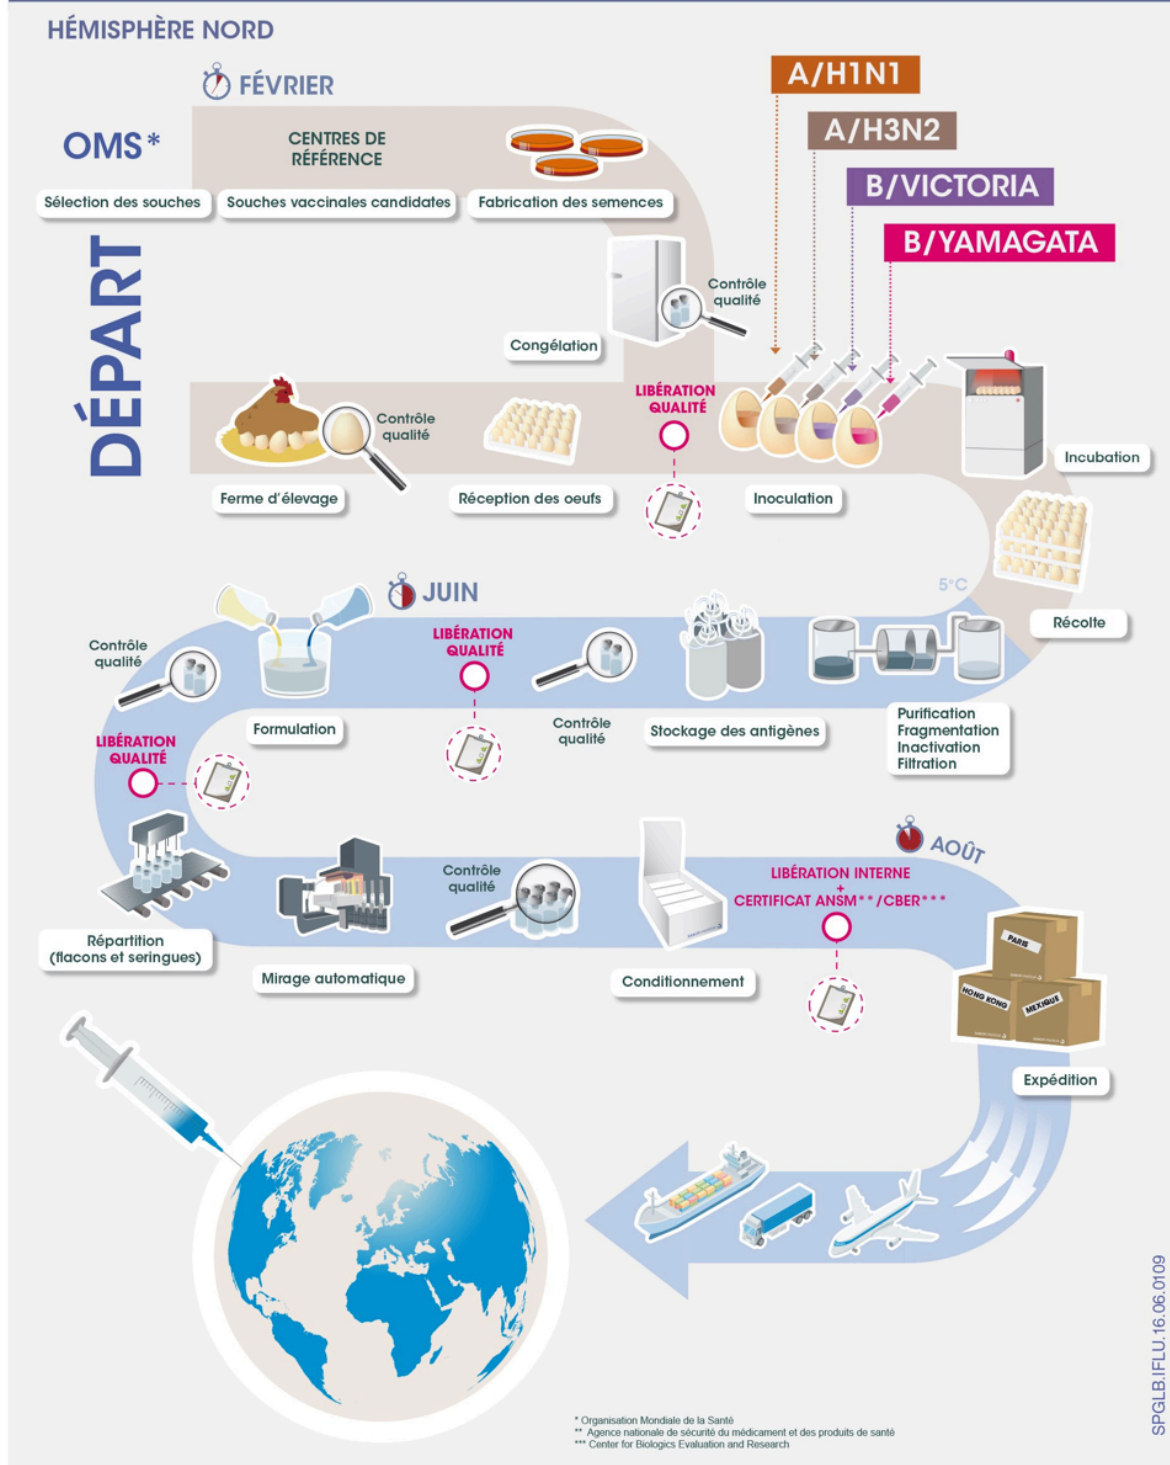 HÉMISPHÈRE NORD
FÉVRIER
OMS*
CENTRES DE
RÉFÉRENCE
Sélection des souches
Souches vaccinales candidates
Fabrication des semences
A/H1N1
A/H3N2
B/VICTORIA
B/YAMAGATA
DÉPART
Contrôle
qualité
Congélation
LIBÉRATION
QUALITÉ
Contrôle
qualité
Ferme d'élevage
Réception des oeufs
Inoculation
Incubation
Récolte
5°C
JUIN
LIBÉRATION
QUALITÉ
Contrôle
qualité
Formulation
Contrôle
qualité
Stockage des antigènes
Purification
Fragmentation
Inactivation
Filtration
LIBÉRATION
QUALITÉ
AOÛT
Contrôle
qualité
LIBÉRATION INTERNE
+
CERTIFICAT ANSM**/CBER***
Répartition
(flacons et seringues)
Mirage automatique
Conditionnement
PARIS
HONG KONG
MEXIQUE
Expédition
* Organisation Mondiale de la Santé
** Agence nationale de sécurité du médicament et des produits de santé
*** Center for Biologics Evaluation and Research
SPGLB.IFLU.16.06.0109